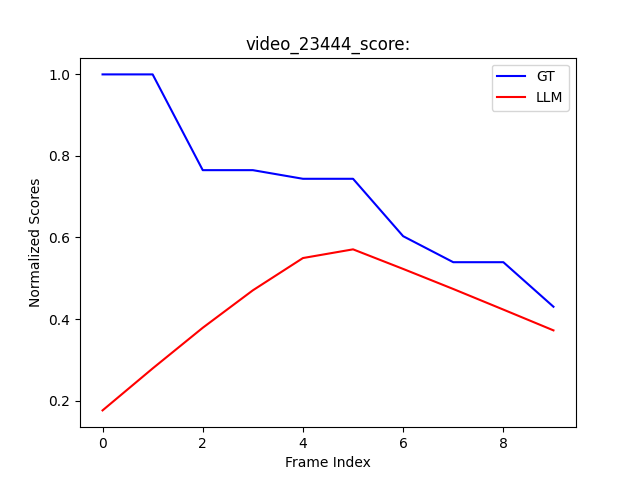 video_23444_score:
GT
LLM
Normalized Scores
1.0
0.8
0.6
0.4
0.2
0 2 4 6 8
Frame Index